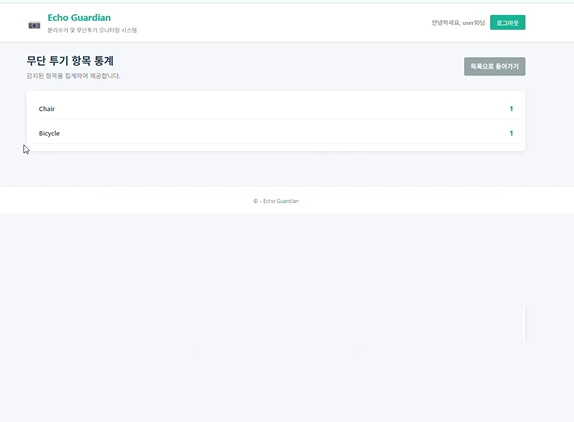 Echo Guardian
분리수거 및 무단투기 모니터링 시스템
안녕하세요, user10님
로그아웃
무단 투기 항목 통계
감지된 항목을 집계하여 제공합니다.
목록으로 돌아가기
Chair 1
Bicycle 1
© - Echo Guardian